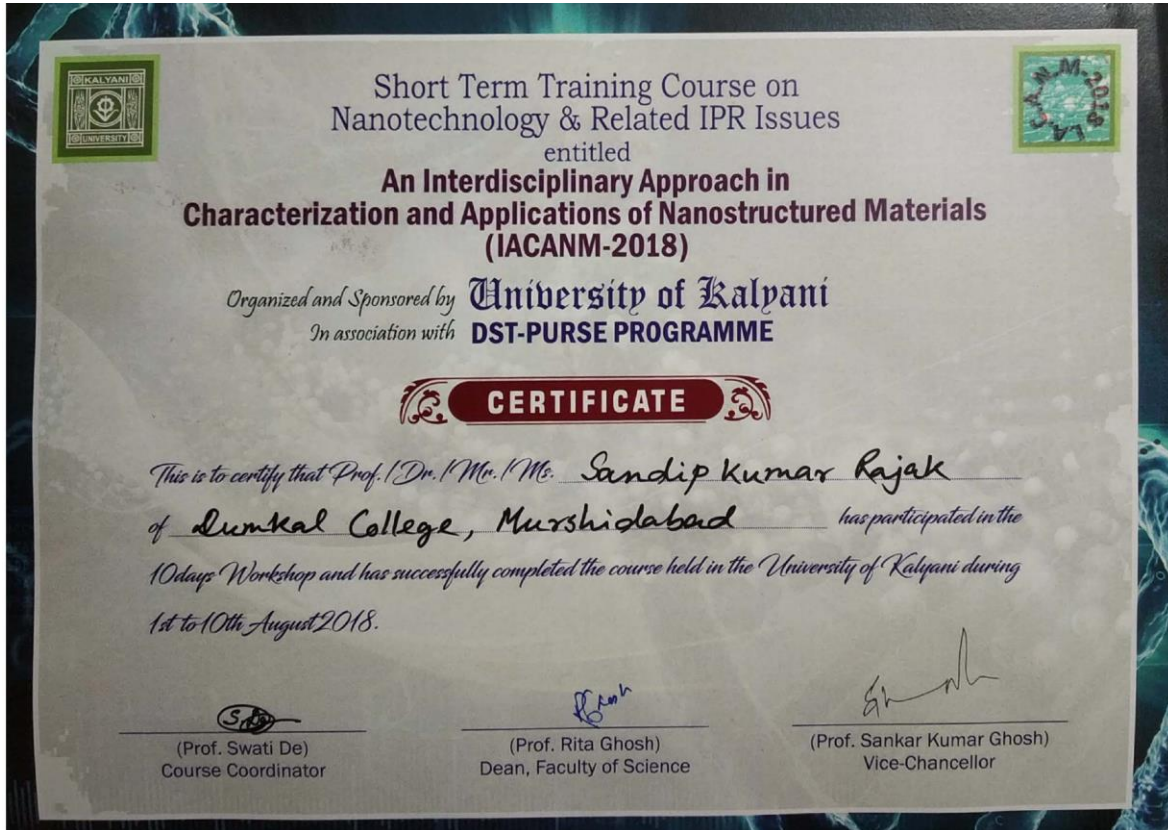 KALYANI
UNIVERSITY
I.A.C.A.N.M-2018
Short Term Training Course on
Nanotechnology & Related IPR Issues
entitled
An Interdisciplinary Approach in
Characterization and Applications of Nanostructured Materials
(IACANM-2018)
Organized and Sponsored by University of Kalyani
In association with DST-PURSE PROGRAMME
CERTIFICATE
This is to certify that Prof./Dr./Mr./Ms. Sandip Kumar Rajak
of Dumkal College, Murshidabad has participated in the
10days Workshop and has successfully completed the course held in the University of Kalyani during
1st to 10th August 2018.
(Prof. Swati De)
Course Coordinator
(Prof. Rita Ghosh)
Dean, Faculty of Science
(Prof. Sankar Kumar Ghosh)
Vice-Chancellor